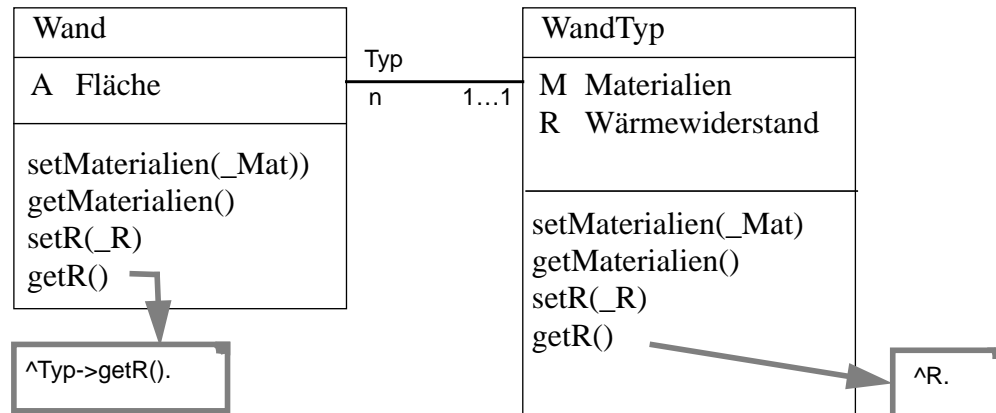 Wand
A Fläche
setMaterialien(_Mat))
getMaterialien()
setR(_R)
getR()
^Typ->getR().
Typ
n 1…1
WandTyp
M Materialien
R Wärmewiderstand
setMaterialien(_Mat)
getMaterialien()
setR(_R)
getR()
^R.